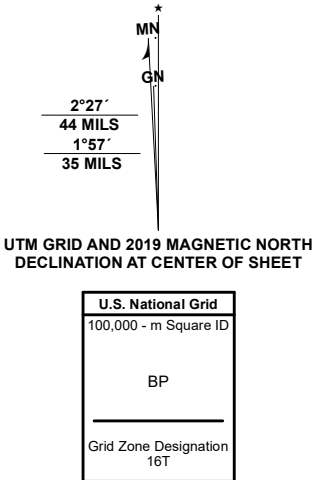 ★
MN
GN
2°27´
44 MILS
1°57´
35 MILS
UTM GRID AND 2019 MAGNETIC NORTH
DECLINATION AT CENTER OF SHEET
U.S. National Grid
100,000 - m Square ID
BP
Grid Zone Designation
16T